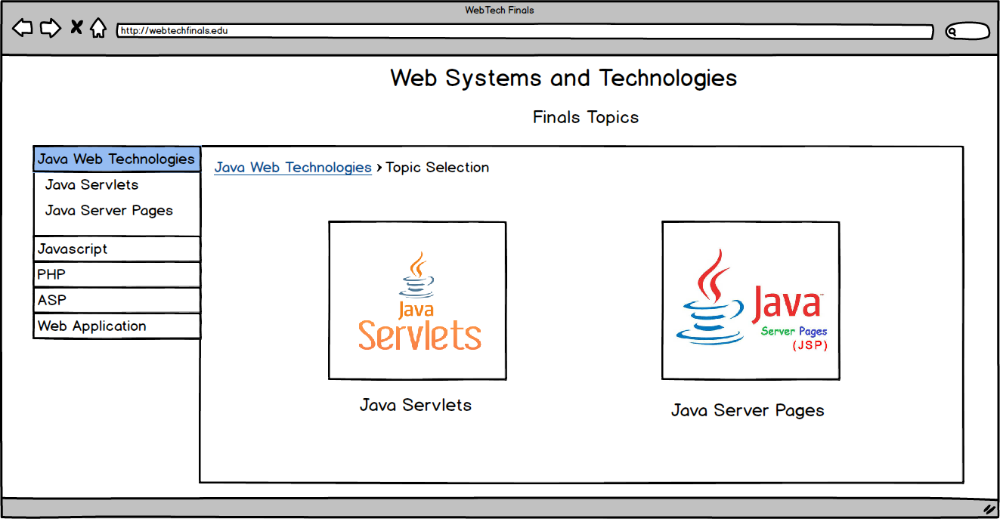 WebTech Finals
http://webtechfinals.edu
Web Systems and Technologies
Finals Topics
Java Web Technologies
Java Servlets
Java Server Pages
Javascript
PHP
ASP
Web Application
Java Web Technologies › Topic Selection
Java
Servlets
Java Servlets
Java™
Server Pages
(JSP)
Java Server Pages